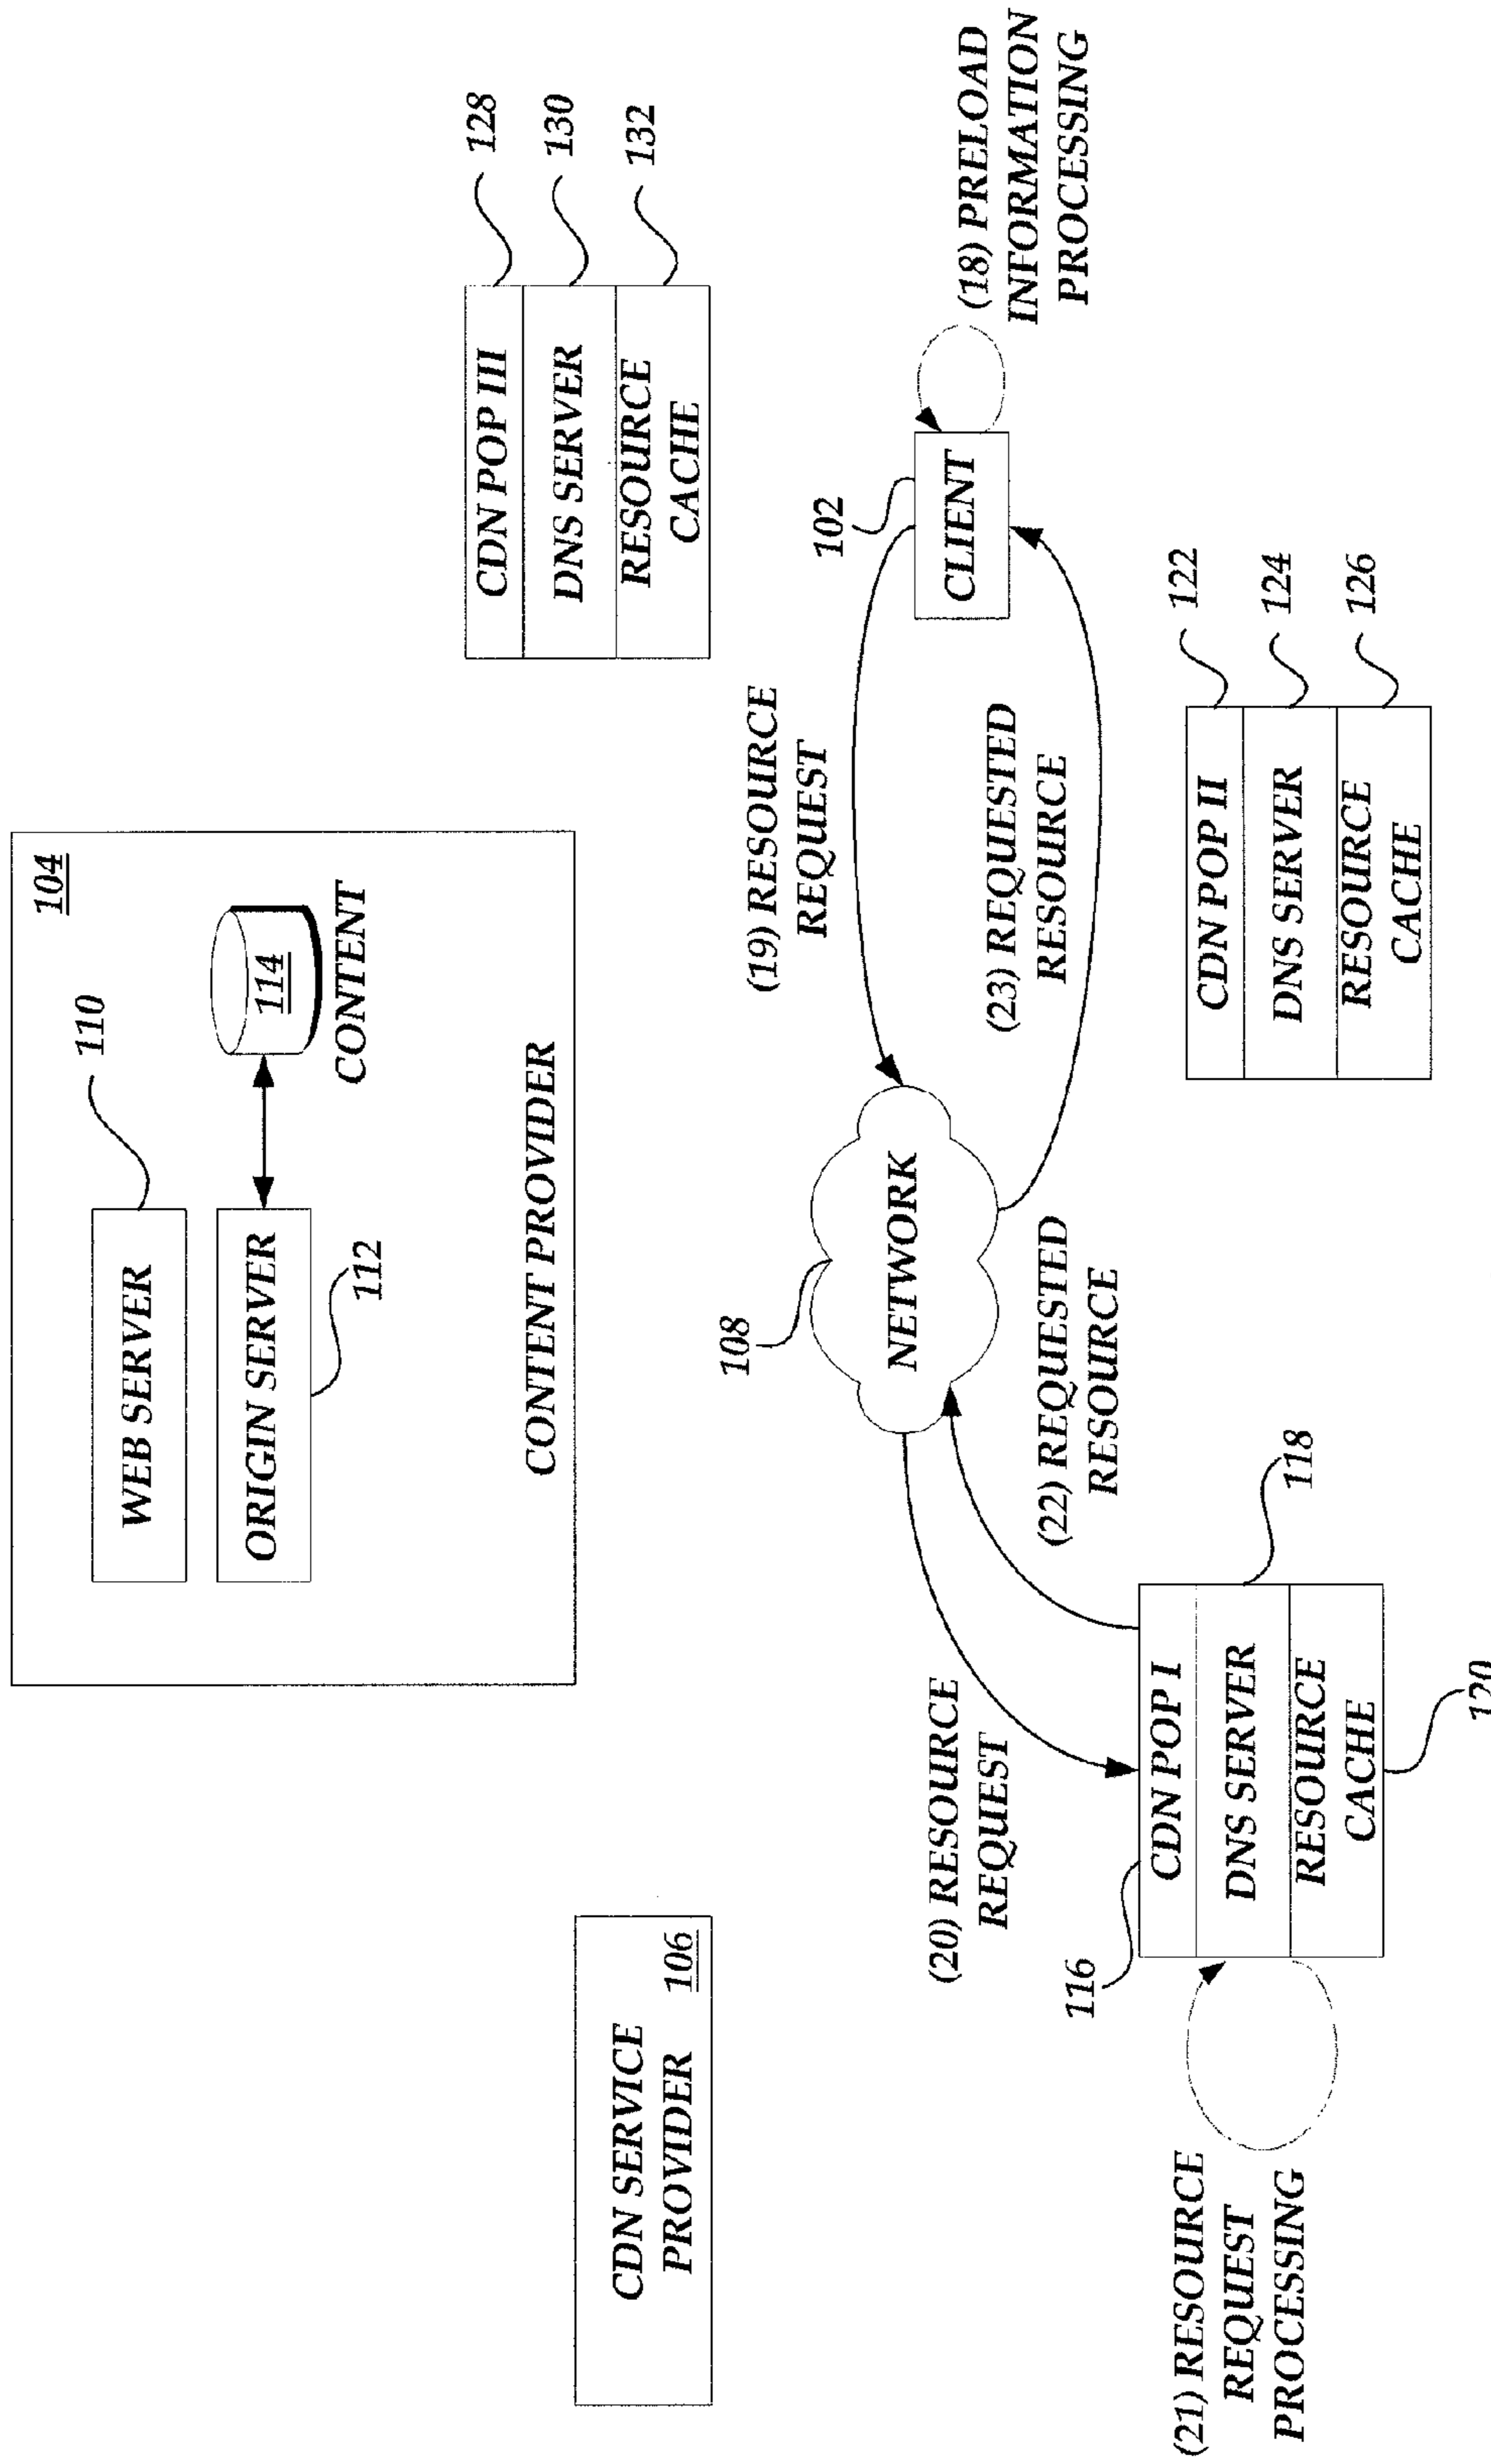 104
WEB SERVER
110
ORIGIN SERVER
112
114
CONTENT
CONTENT PROVIDER
CDN SERVICE
PROVIDER
106
CDN POP III
128
DNS SERVER
130
RESOURCE
CACHE
132
108
NETWORK
(19) RESOURCE
REQUEST
102
CLIENT
(18) PRELOAD
INFORMATION
PROCESSING
(23) REQUESTED
RESOURCE
(20) RESOURCE
REQUEST
(22) REQUESTED
RESOURCE
116
CDN POP I
DNS SERVER
118
RESOURCE
CACHE
120
(21) RESOURCE
REQUEST
PROCESSING
CDN POP II
122
DNS SERVER
124
RESOURCE
CACHE
126